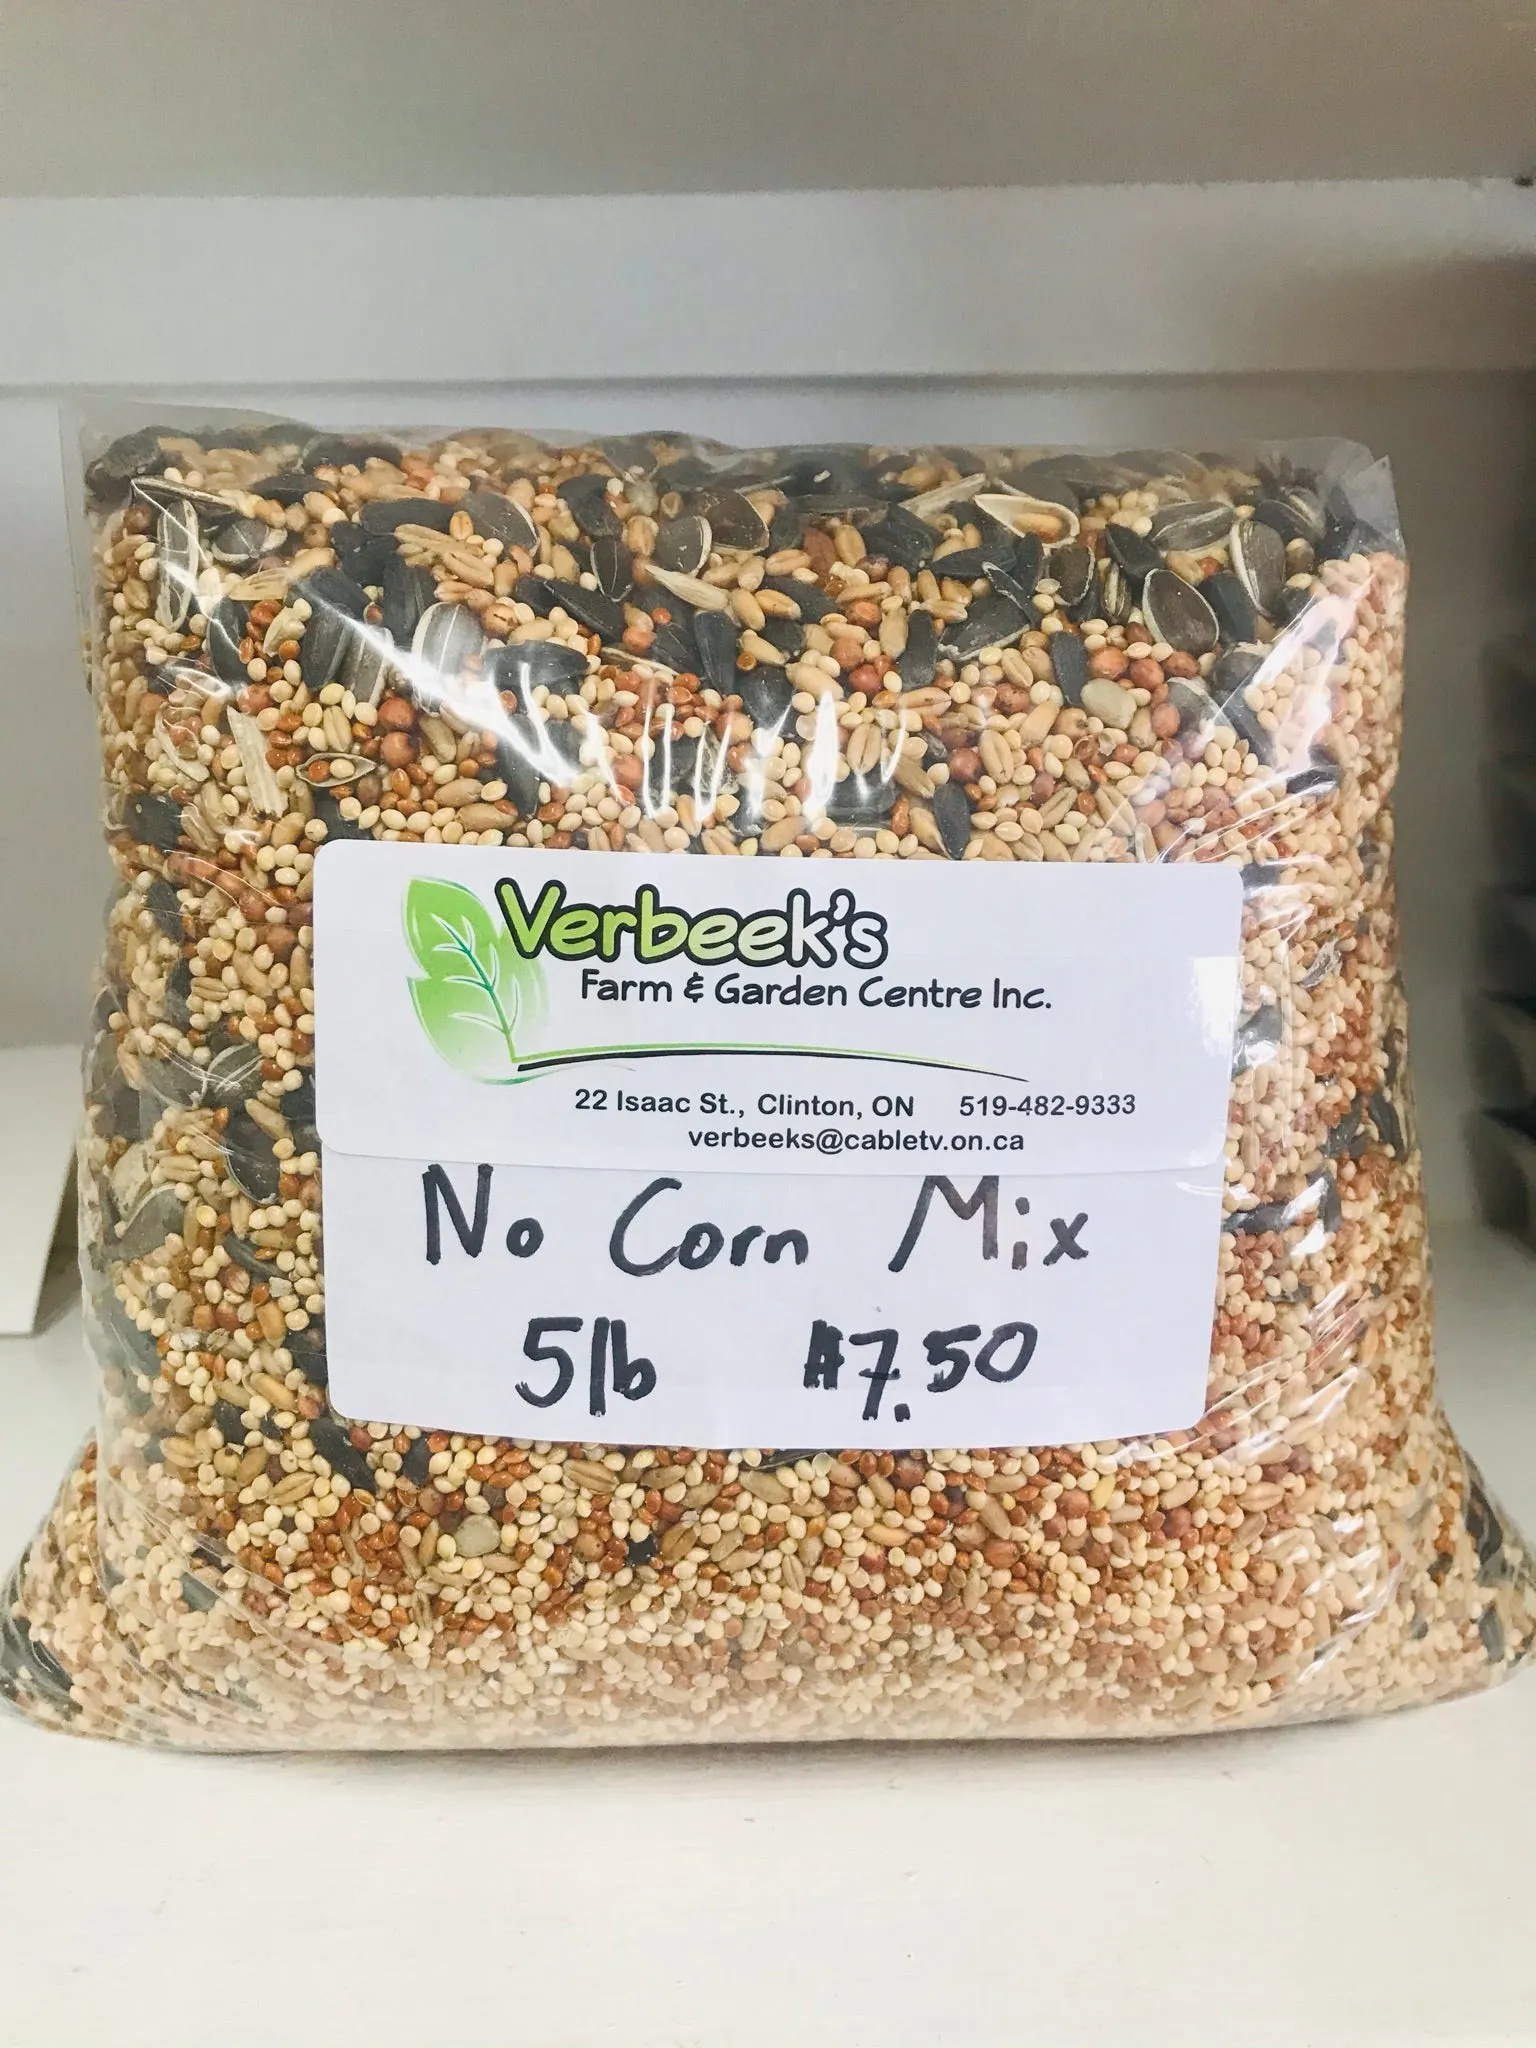 Verbeek's
Farm & Garden Centre Inc.
22 Isaac St., Clinton, ON 519-482-9333
verbeeks@cabletv.on.ca
No Corn Mix
5lb $7.50